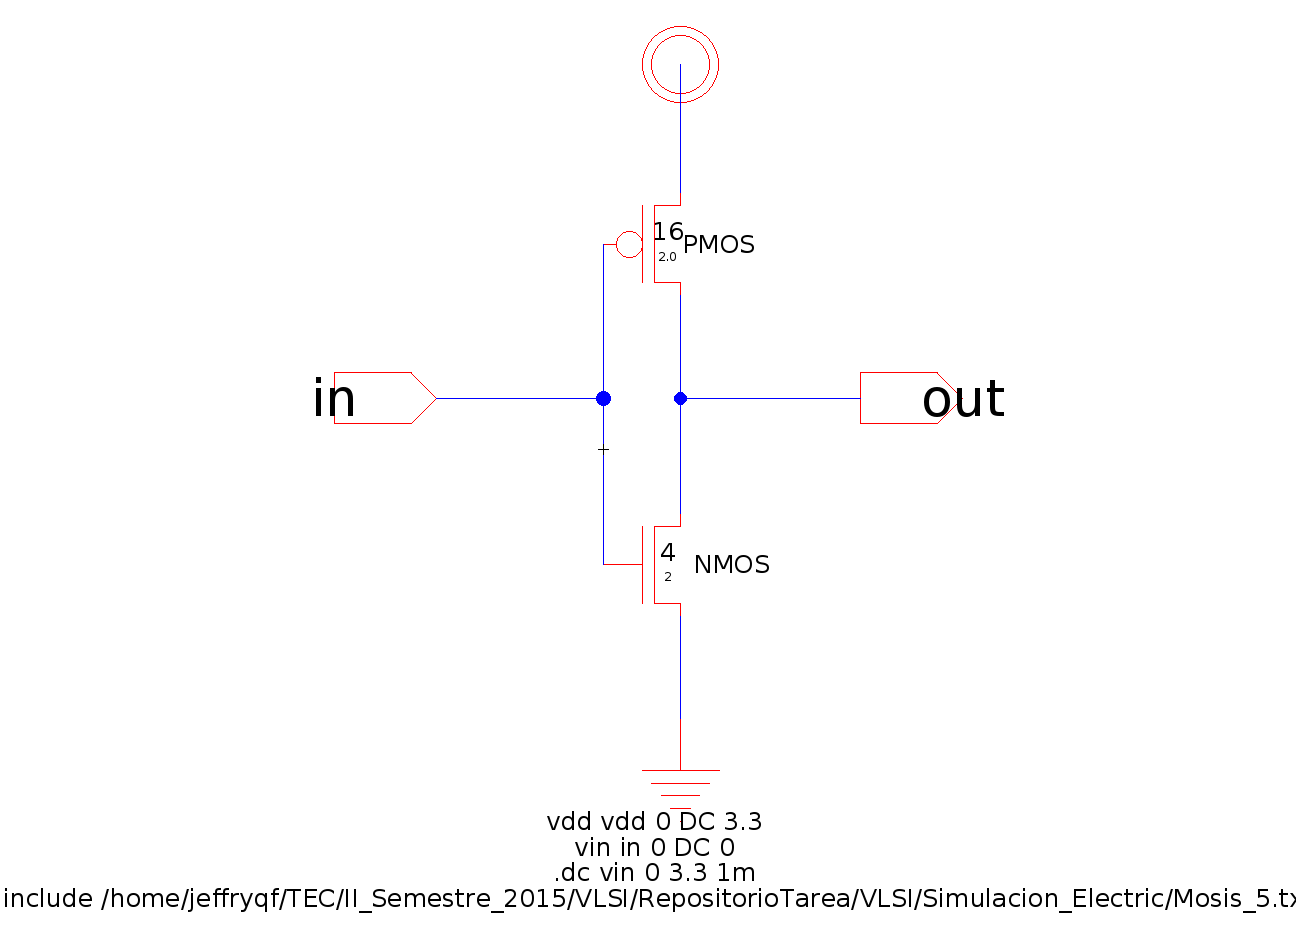 16
2.0
PMOS
in
out
4
2
NMOS
vdd vdd 0 DC 3.3
vin in 0 DC 0
.dc vin 0 3.3 1m
include /home/jeffryqf/TEC/II_Semestre_2015/VLSI/RepositorioTarea/VLSI/Simulacion_Electric/Mosis_5.tx